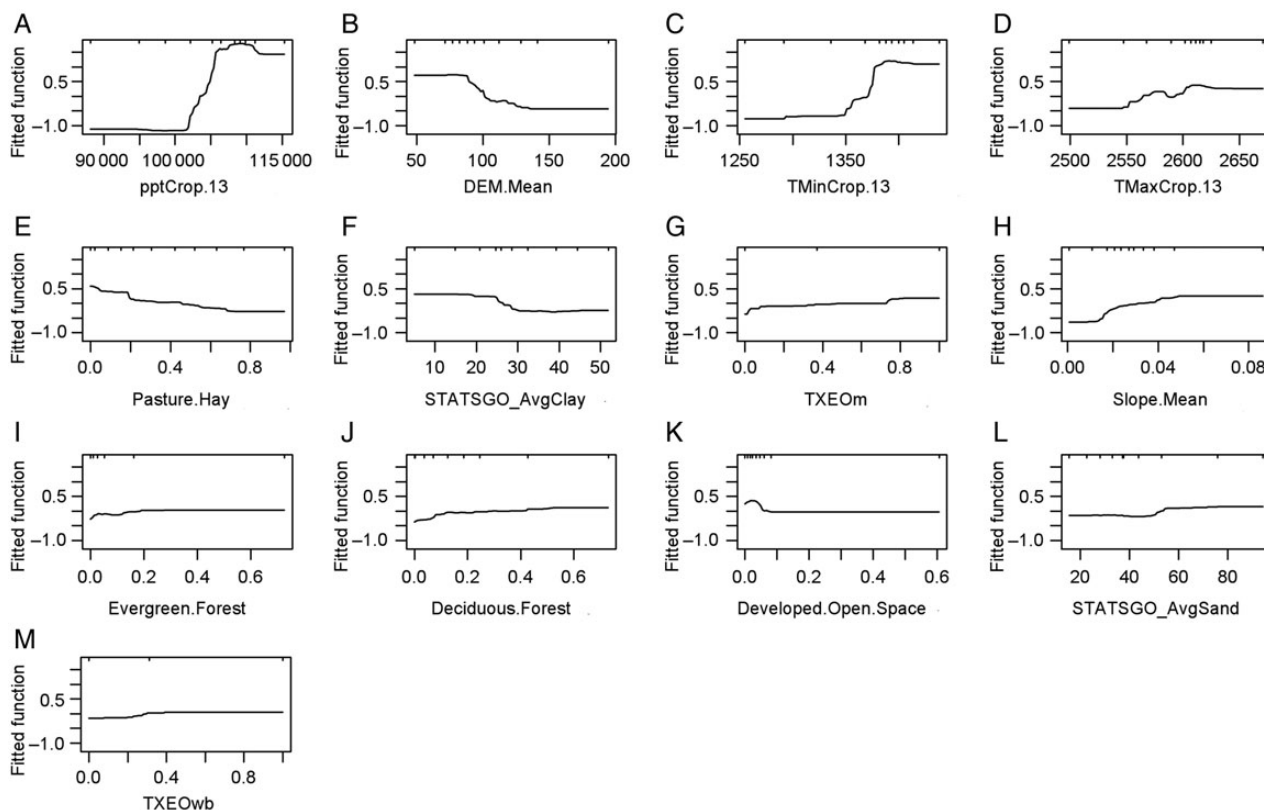 A
Fitted function
0.5
−1.0
90 000 100 000 115 000
pptCrop.13
B
Fitted function
0.5
−1.0
50 100 150 200
DEM.Mean
C
Fitted function
0.5
−1.0
1250 1350
TMinCrop.13
D
Fitted function
0.5
−1.0
2500 2550 2600 2650
TMaxCrop.13
E
Fitted function
0.5
−1.0
0.0 0.4 0.8
Pasture.Hay
F
Fitted function
0.5
−1.0
10 20 30 40 50
STATSGO_AvgClay
G
Fitted function
0.5
−1.0
0.0 0.4 0.8
TXEOm
H
Fitted function
0.5
−1.0
0.00 0.04 0.08
Slope.Mean
I
Fitted function
0.5
−1.0
0.0 0.2 0.4 0.6
Evergreen.Forest
J
Fitted function
0.5
−1.0
0.0 0.2 0.4 0.6
Deciduous.Forest
K
Fitted function
0.5
−1.0
0.0 0.2 0.4 0.6
Developed.Open.Space
L
Fitted function
0.5
−1.0
20 40 60 80
STATSGO_AvgSand
M
Fitted function
0.5
−1.0
0.0 0.4 0.8
TXEOwb